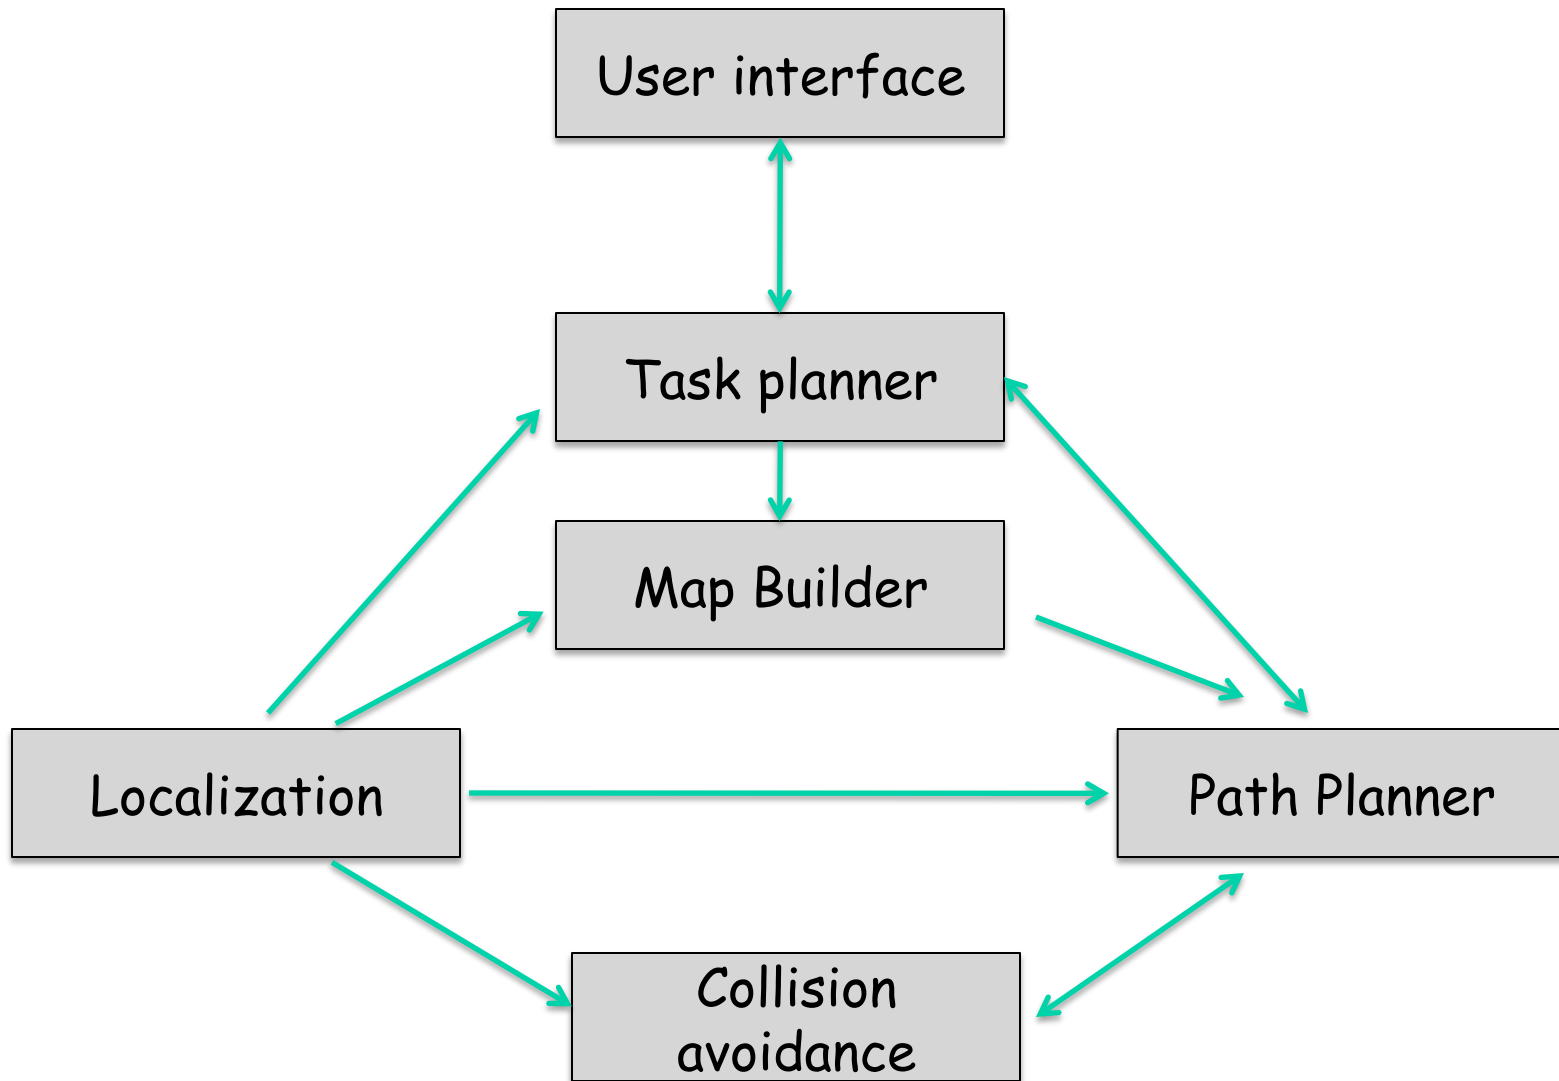 User interface
Task planner
Map Builder
Localization
Path Planner
Collision
avoidance